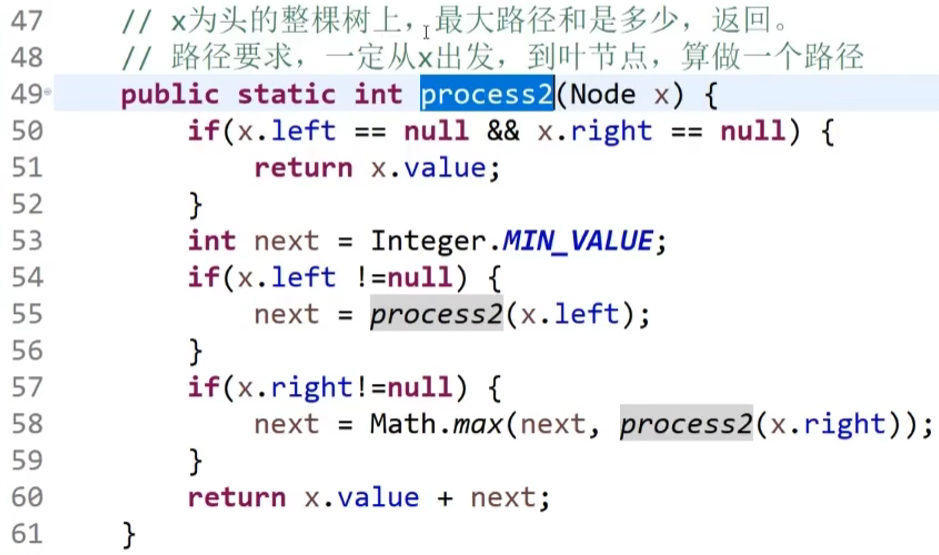 47 // x为头的整棵树上，最大路径和是多少，返回。
48 // 路径要求，一定从x出发，到叶节点，算做一个路径
49 public static int process2(Node x) {
50 if(x.left == null && x.right == null) {
51 return x.value;
52 }
53 int next = Integer.MIN_VALUE;
54 if(x.left !=null) {
55 next = process2(x.left);
56 }
57 if(x.right!=null) {
58 next = Math.max(next, process2(x.right));
59 }
60 return x.value + next;
61 }